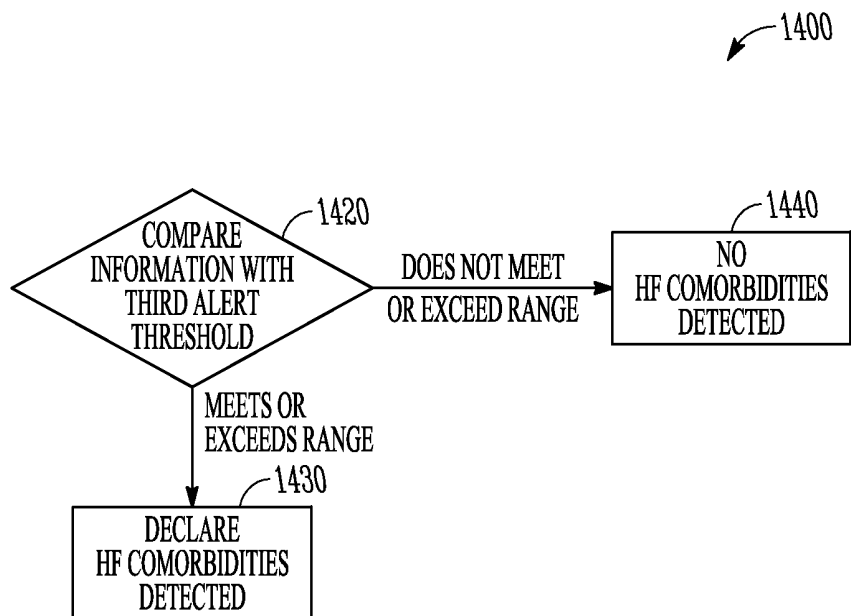 1400
1420
COMPARE
INFORMATION WITH
THIRD ALERT
THRESHOLD
DOES NOT MEET
OR EXCEED RANGE
1440
NO
HF COMORBIDITIES
DETECTED
MEETS OR
EXCEEDS RANGE
1430
DECLARE
HF COMORBIDITIES
DETECTED